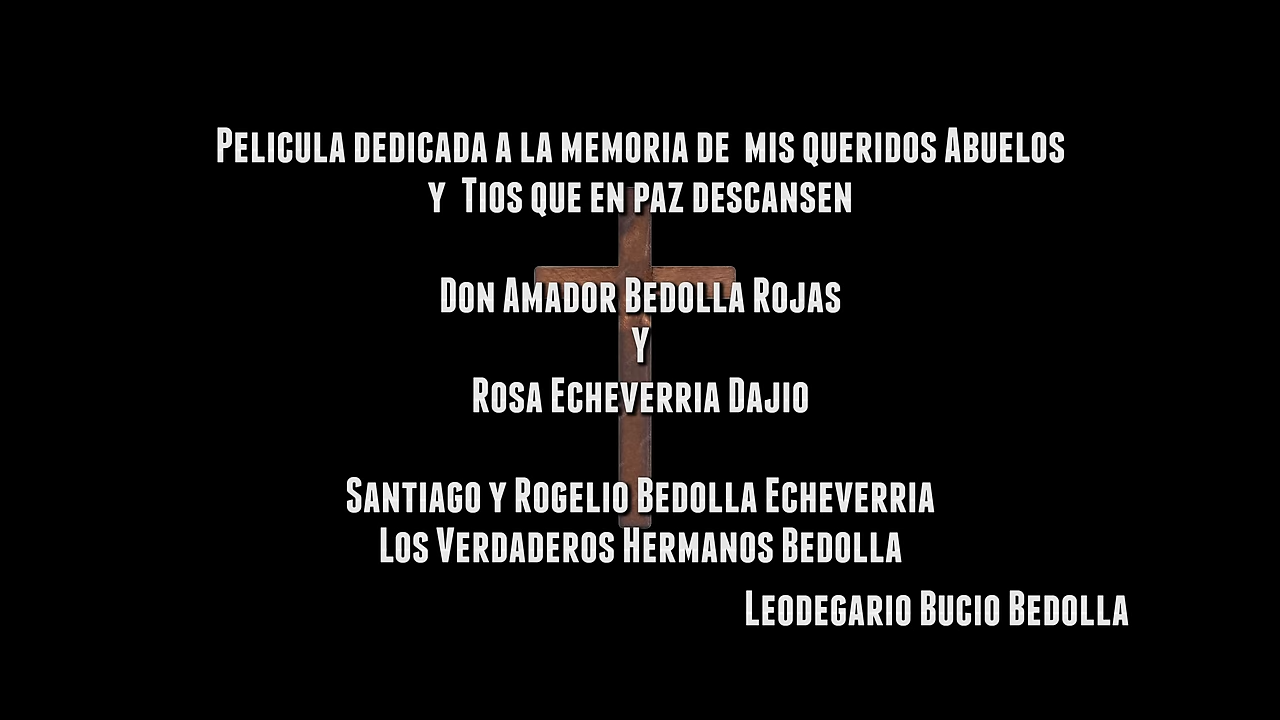 Pelicula dedicada a la memoria de mis queridos Abuelos
y Tios que en paz descansen
Don Amador Bedolla Rojas
y
Rosa Echeverria Dajio
Santiago y Rogelio Bedolla Echeverria
Los Verdaderos Hermanos Bedolla
Leodegario Bucio Bedolla